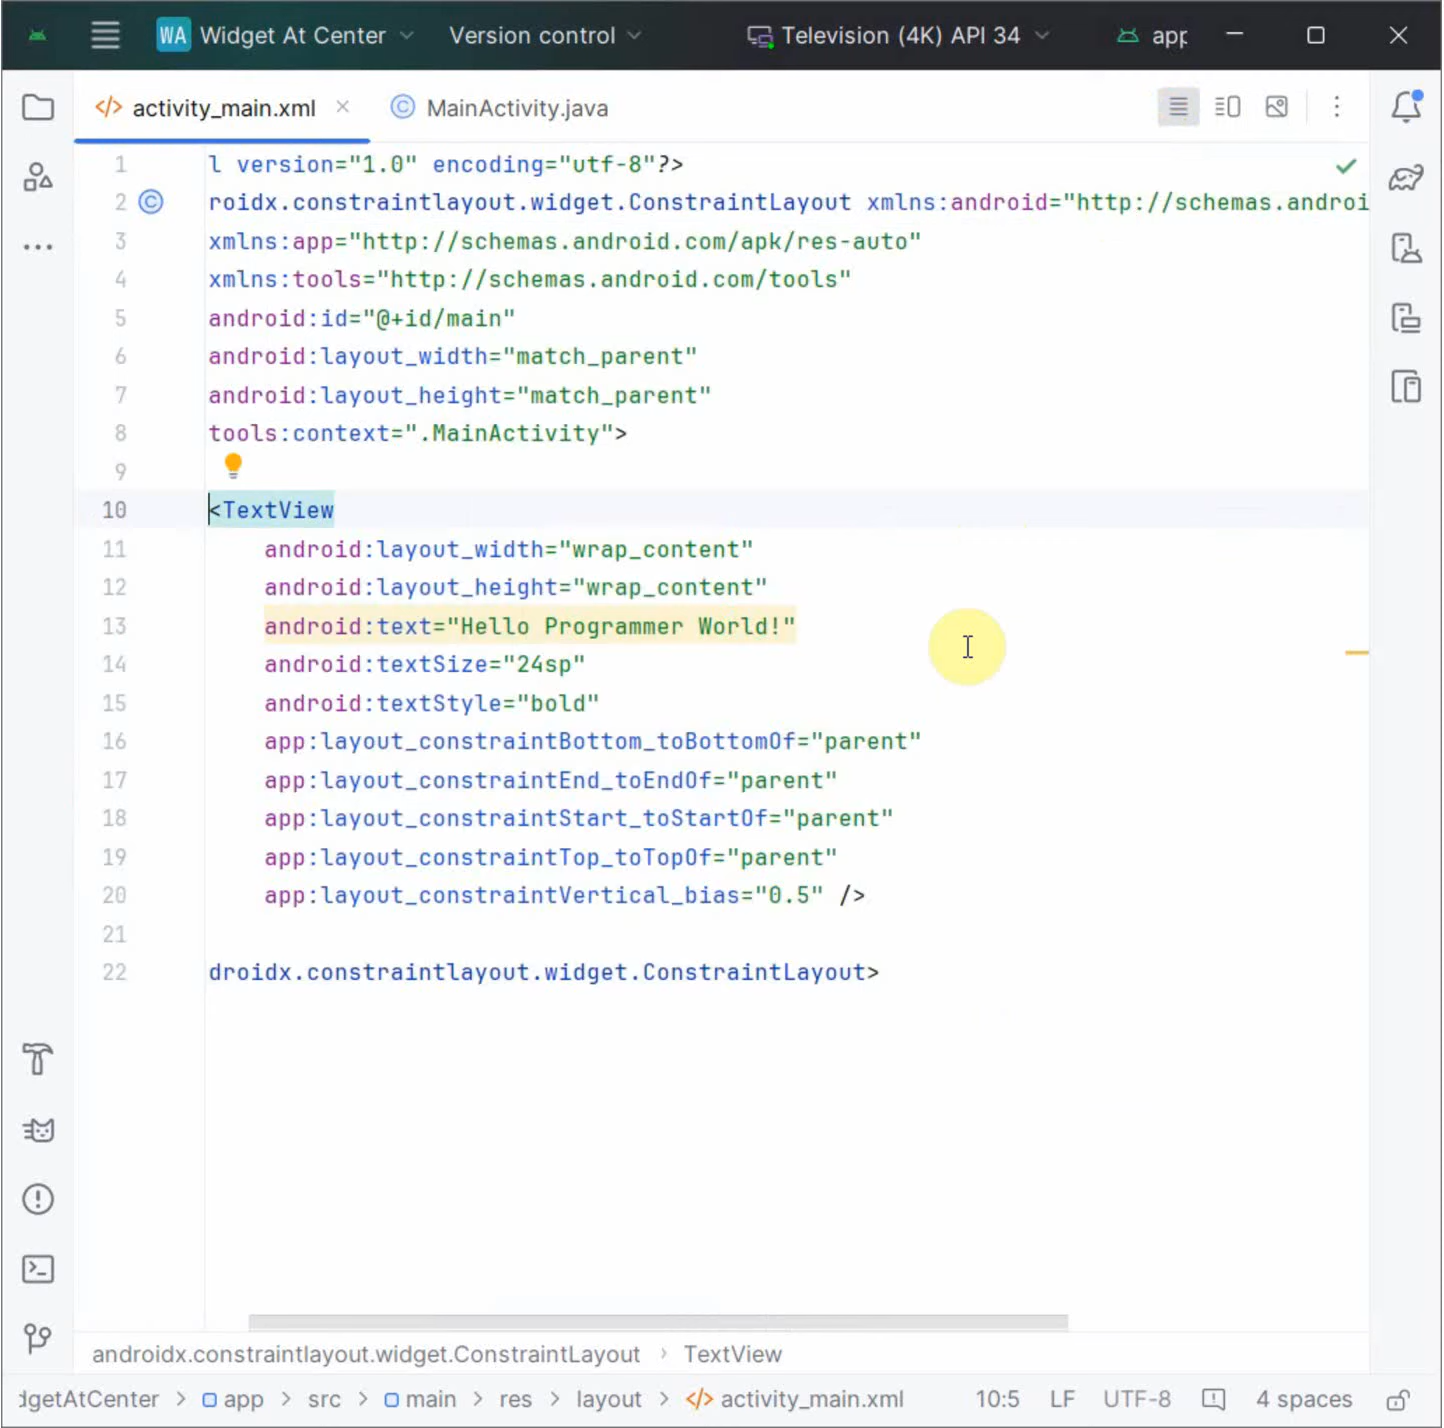 WA Widget At Center Version control Television (4K) API 34 app
activity_main.xml MainActivity.java
1 l version="1.0" encoding="utf-8"?>
2 roidx.constraintlayout.widget.ConstraintLayout xmlns:android="http://schemas.androi
3 xmlns:app="http://schemas.android.com/apk/res-auto"
4 xmlns:tools="http://schemas.android.com/tools"
5 android:id="@+id/main"
6 android:layout_width="match_parent"
7 android:layout_height="match_parent"
8 tools:context=".MainActivity">
9
10 <TextView
11 android:layout_width="wrap_content"
12 android:layout_height="wrap_content"
13 android:text="Hello Programmer World!"
14 android:textSize="24sp"
15 android:textStyle="bold"
16 app:layout_constraintBottom_toBottomOf="parent"
17 app:layout_constraintEnd_toEndOf="parent"
18 app:layout_constraintStart_toStartOf="parent"
19 app:layout_constraintTop_toTopOf="parent"
20 app:layout_constraintVertical_bias="0.5" />
21
22 droidx.constraintlayout.widget.ConstraintLayout>
androidx.constraintlayout.widget.ConstraintLayout > TextView
dgetAtCenter > app > src > main > res > layout > </> activity_main.xml 10:5 LF UTF-8 4 spaces